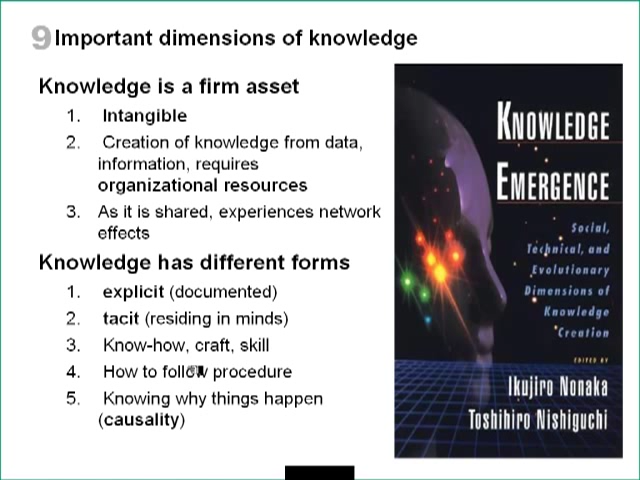 9 Important dimensions of knowledge
Knowledge is a firm asset
1. Intangible
2. Creation of knowledge from data,
information, requires
organizational resources
3. As it is shared, experiences network
effects
Knowledge has different forms
1. explicit (documented)
2. tacit (residing in minds)
3. Know-how, craft, skill
4. How to follow procedure
5. Knowing why things happen
(causality)
KNOWLEDGE
EMERGENCE
Social,
Technical, and
Evolutionary
Dimensions of
Knowledge
Creation
EDITED BY
Ikujiro Nonaka
Toshihiro Nishiguchi